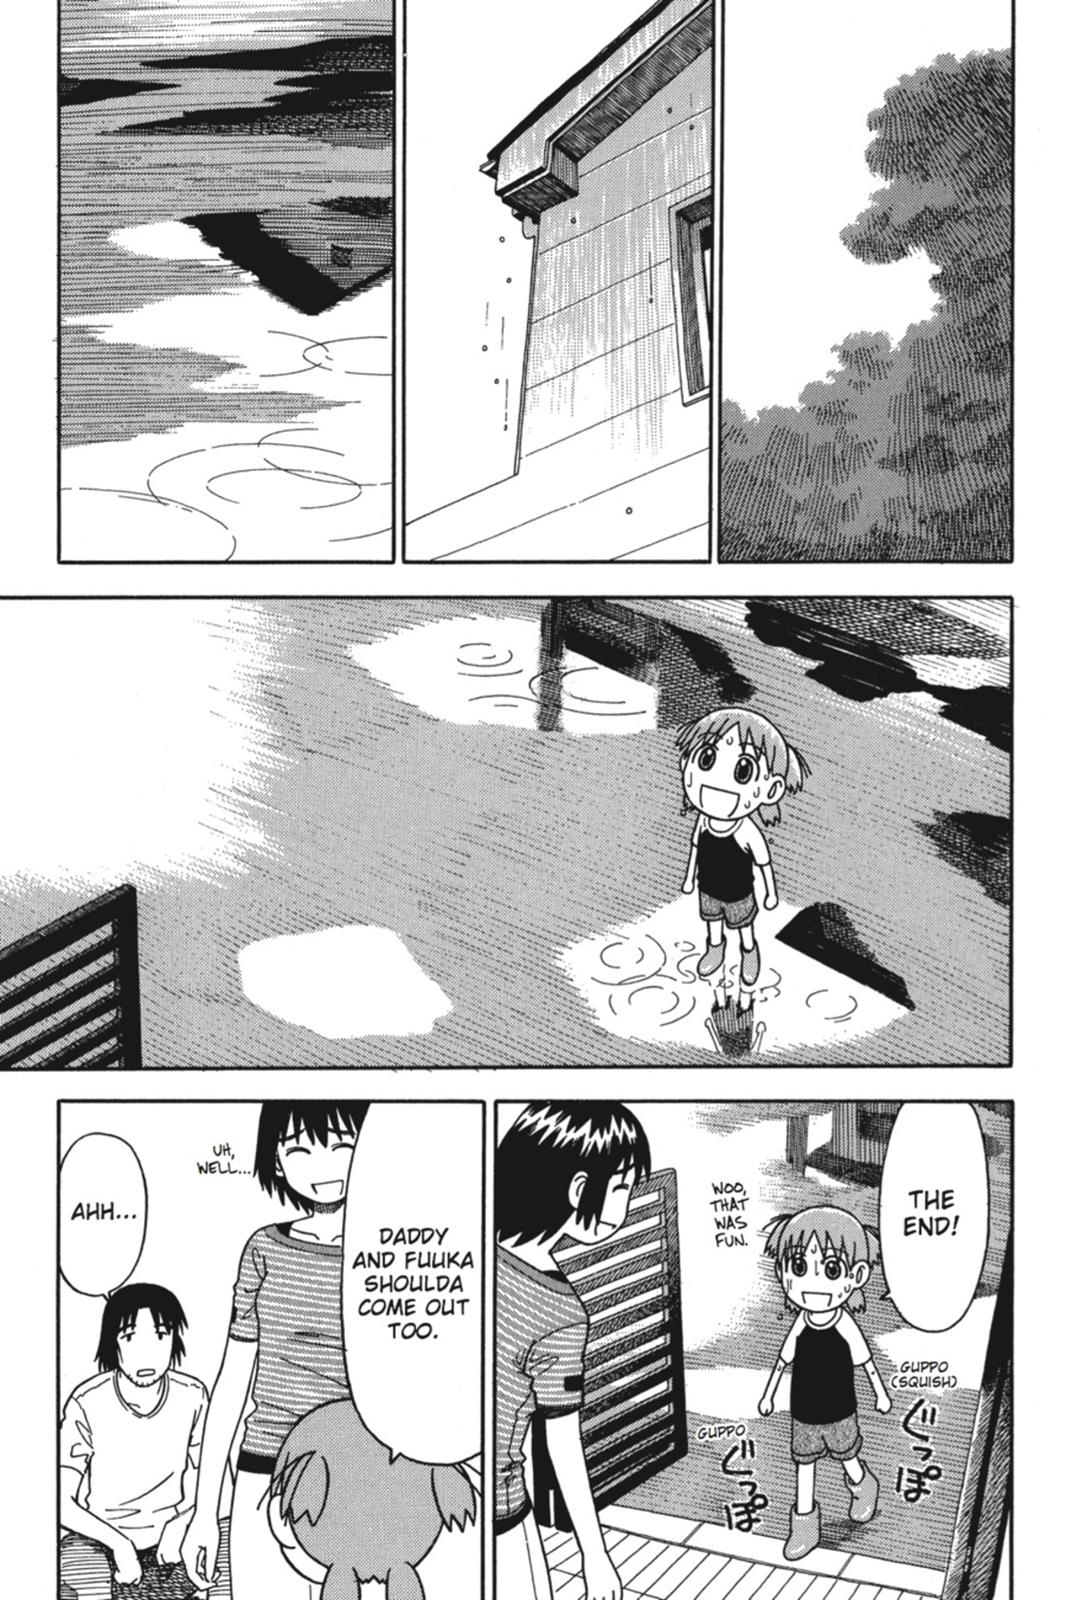 THE
END!
WOO,
THAT
WAS
FUN.
GUPPO
(SQUISH)
ぐっぽ
GUPPO
ぐっぽ
DADDY
AND FUUKA
SHOULDA
COME OUT
TOO.
UH,
WELL...
AHH...